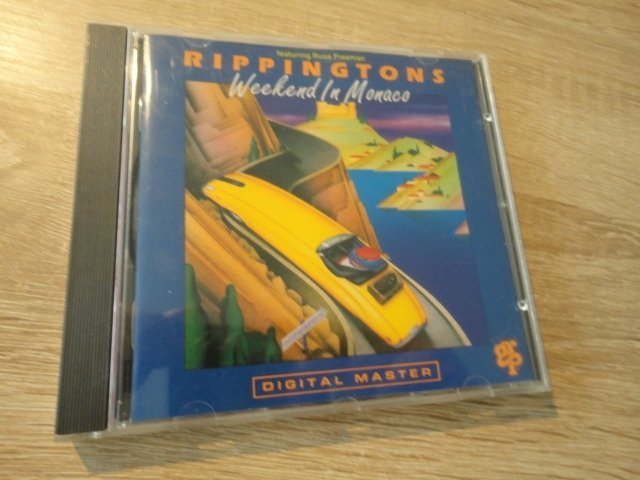 featuring Russ Freeman
RIPPINGTONS
Weekend In Monaco
DIGITAL MASTER
GRP